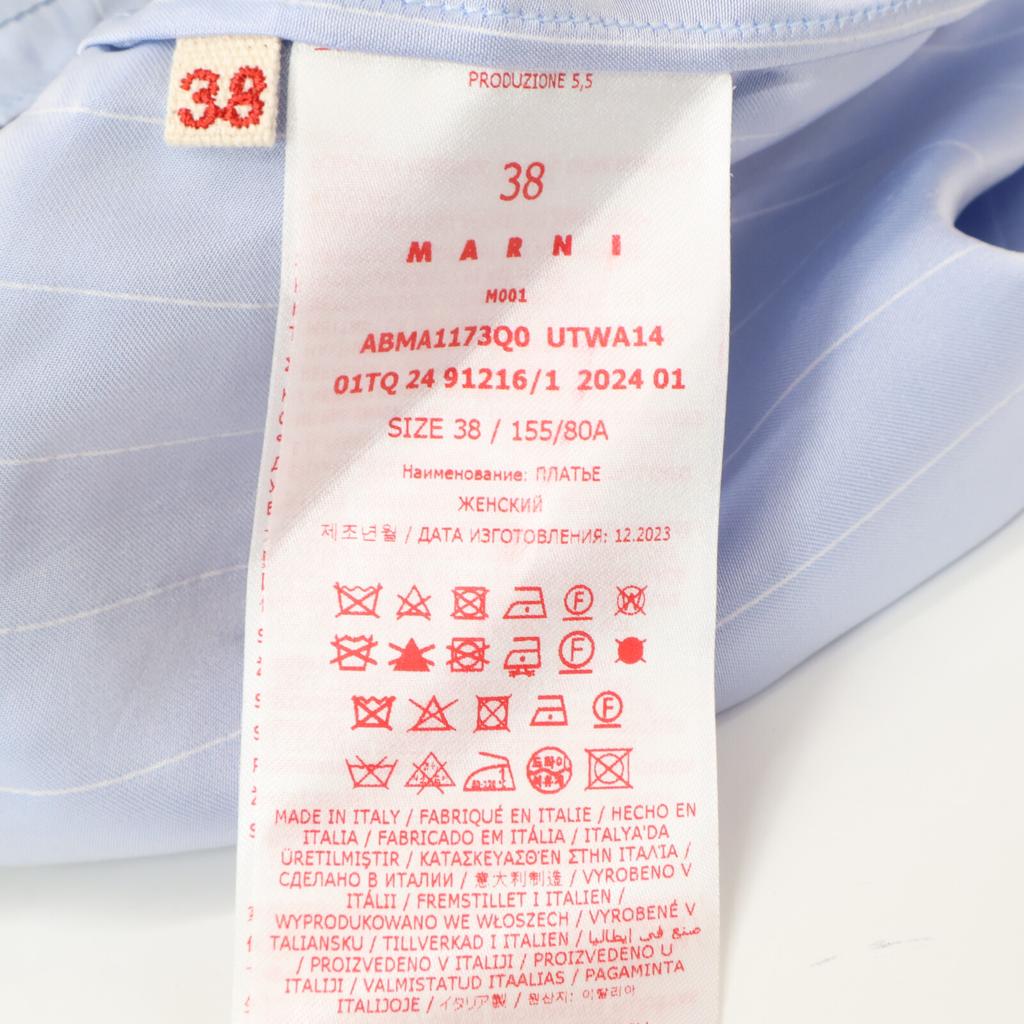 38
PRODUZIONE 5,5
38
MARNI
M001
ABMA1173Q0 UTWA14
01TQ 24 91216/1 2024 01
SIZE 38 / 155/80A
Наименование: ПЛАТЬЕ
ЖЕНСКИЙ
제조년월 / ДАТА ИЗГОТОВЛЕНИЯ: 12.2023
F W
F
F
MADE IN ITALY / FABRIQUÉ EN ITALIE / HECHO EN
ITALIA / FABRICADO EM ITÁLIA / ITALYA'DA
ÜRETILMIŞTIR / ΚΑΤΑΣΚΕΥΑΣΘΈΝ ΣΤΗΝ ΙΤΑΛΊΑ /
СДЕЛАНО В ИТАЛИИ / 意大利制造 / VYROBENO V
ITÁLII / FREMSTILLET I ITALIEN /
WYPRODUKOWANO WE WŁOSZECH / VYROBENÉ V
TALIANSKU / TILLVERKAD I ITALIEN / صنع في ايطاليا
/ PROIZVEDENO V ITALIJI / PROIZVEDENO U
ITALIJI / VALMISTATUD ITAALIAS / PAGAMINTA
ITALIJOJE / イタリア製 / 원산지: 이탈리아